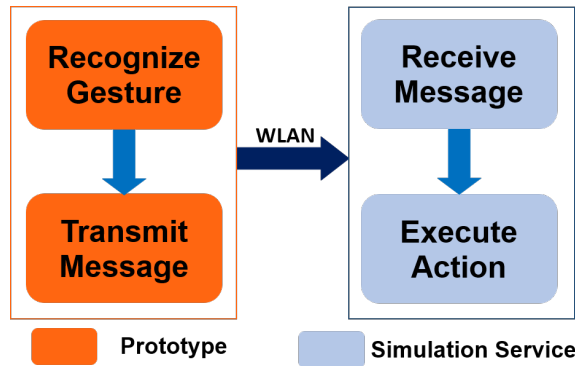 Recognize
Gesture
Transmit
Message
WLAN
Receive
Message
Execute
Action
Prototype
Simulation Service